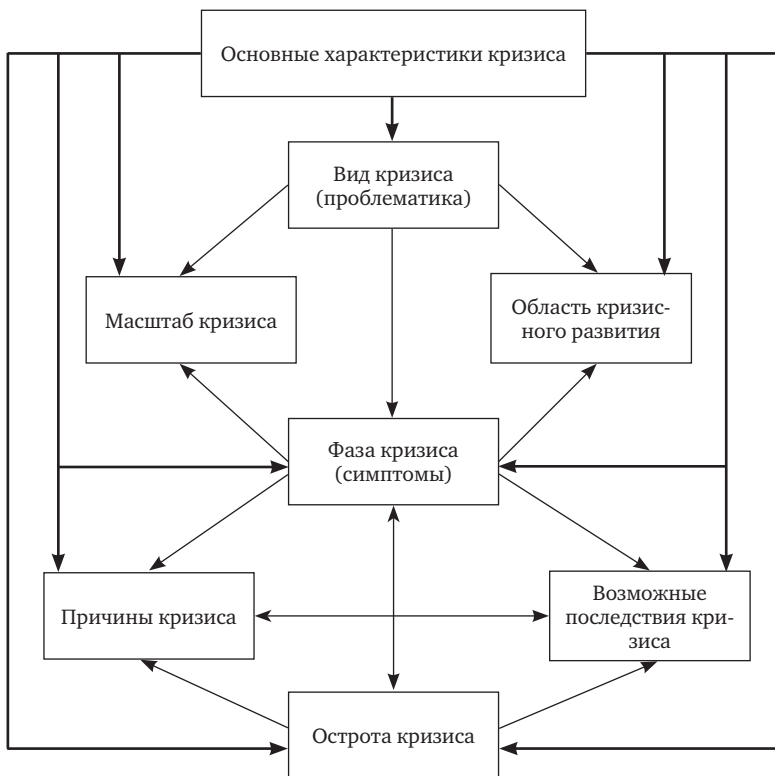 Основные характеристики кризиса
Вид кризиса
(проблематика)
Масштаб кризиса
Область кризис-
ного развития
Фаза кризиса
(симптомы)
Причины кризиса
Возможные
последствия кри-
зиса
Острота кризиса